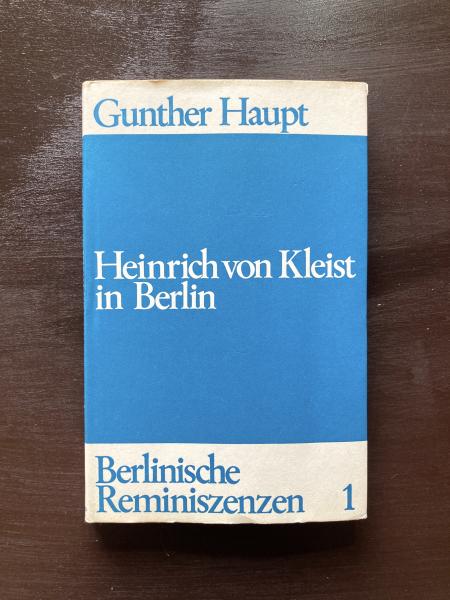 Gunther Haupt
Heinrich von Kleist
in Berlin
Berlinische
Reminiszenzen 1